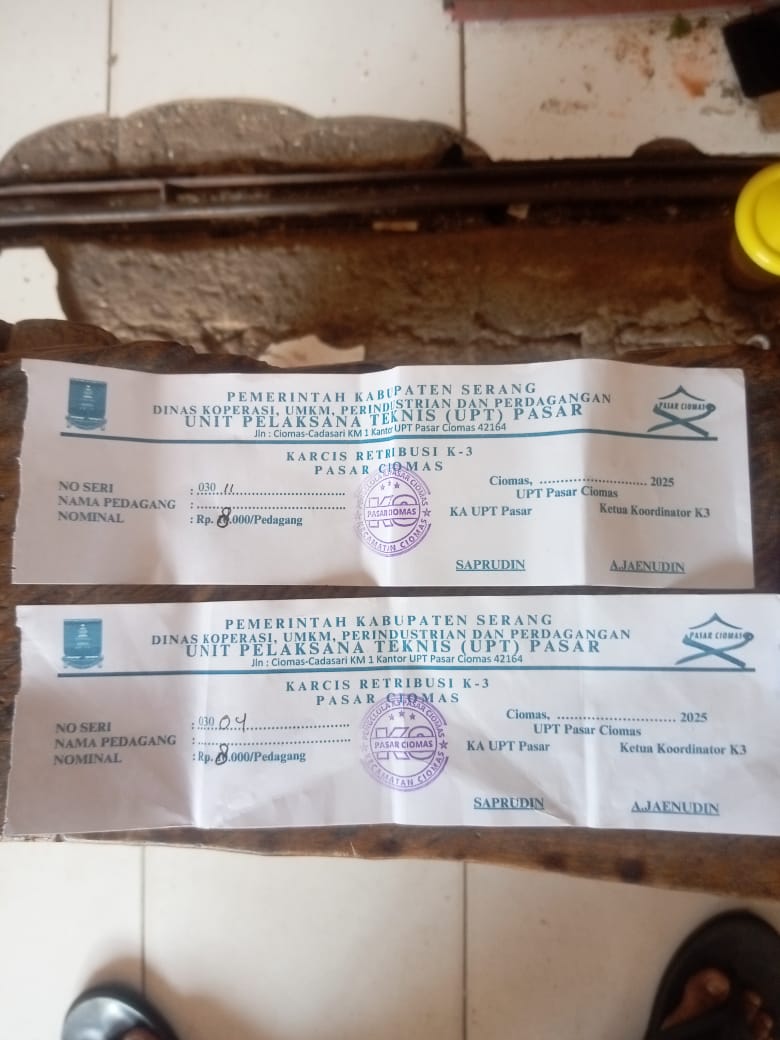 PEMERINTAH KABUPATEN SERANG
DINAS KOPERASI, UMKM, PERINDUSTRIAN DAN PERDAGANGAN
UNIT PELAKSANA TEKNIS (UPT) PASAR
Jln : Ciomas-Cadasari KM 1 Kantor UPT Pasar Ciomas 42164
PASAR CIOMAS
KARCIS RETRIBUSI K-3
PASAR CIOMAS
NO SERI : 030 11
NAMA PEDAGANG :
NOMINAL : Rp. 8.000/Pedagang
PASAR CIOMAS
KECAMATAN CIOMAS
Ciomas, 2025
UPT Pasar Ciomas
KA UPT Pasar Ketua Koordinator K3
SAPRUDIN A.JAENUDIN
PEMERINTAH KABUPATEN SERANG
DINAS KOPERASI, UMKM, PERINDUSTRIAN DAN PERDAGANGAN
UNIT PELAKSANA TEKNIS (UPT) PASAR
Jln : Ciomas-Cadasari KM 1 Kantor UPT Pasar Ciomas 42164
PASAR CIOMAS
KARCIS RETRIBUSI K-3
PASAR CIOMAS
NO SERI : 030 04
NAMA PEDAGANG :
NOMINAL : Rp. 8.000/Pedagang
PASAR CIOMAS
KECAMATAN CIOMAS
Ciomas, 2025
UPT Pasar Ciomas
KA UPT Pasar Ketua Koordinator K3
SAPRUDIN A.JAENUDIN